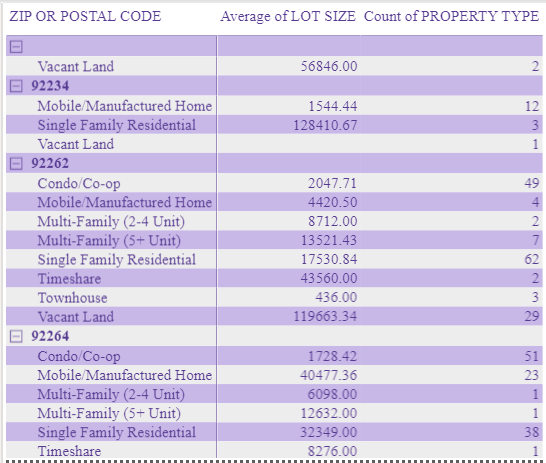 ZIP OR POSTAL CODE Average of LOT SIZE Count of PROPERTY TYPE
Vacant Land 56846.00 2
92234
Mobile/Manufactured Home 1544.44 12
Single Family Residential 128410.67 3
Vacant Land 1
92262
Condo/Co-op 2047.71 49
Mobile/Manufactured Home 4420.50 4
Multi-Family (2-4 Unit) 8712.00 2
Multi-Family (5+ Unit) 13521.43 7
Single Family Residential 17530.84 62
Timeshare 43560.00 2
Townhouse 436.00 3
Vacant Land 119663.34 29
92264
Condo/Co-op 1728.42 51
Mobile/Manufactured Home 40477.36 23
Multi-Family (2-4 Unit) 6098.00 1
Multi-Family (5+ Unit) 12632.00 1
Single Family Residential 32349.00 38
Timeshare 8276.00 1